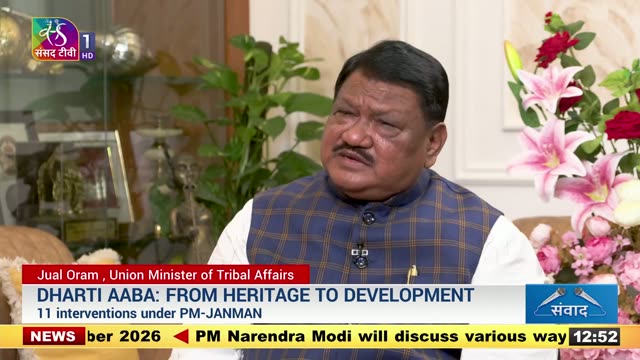 संसद टीवी
1
HD
Jual Oram , Union Minister of Tribal Affairs
DHARTI AABA: FROM HERITAGE TO DEVELOPMENT
11 interventions under PM-JANMAN
संवाद
NEWS
ber 2026 ◄ PM Narendra Modi will discuss various way
12:52